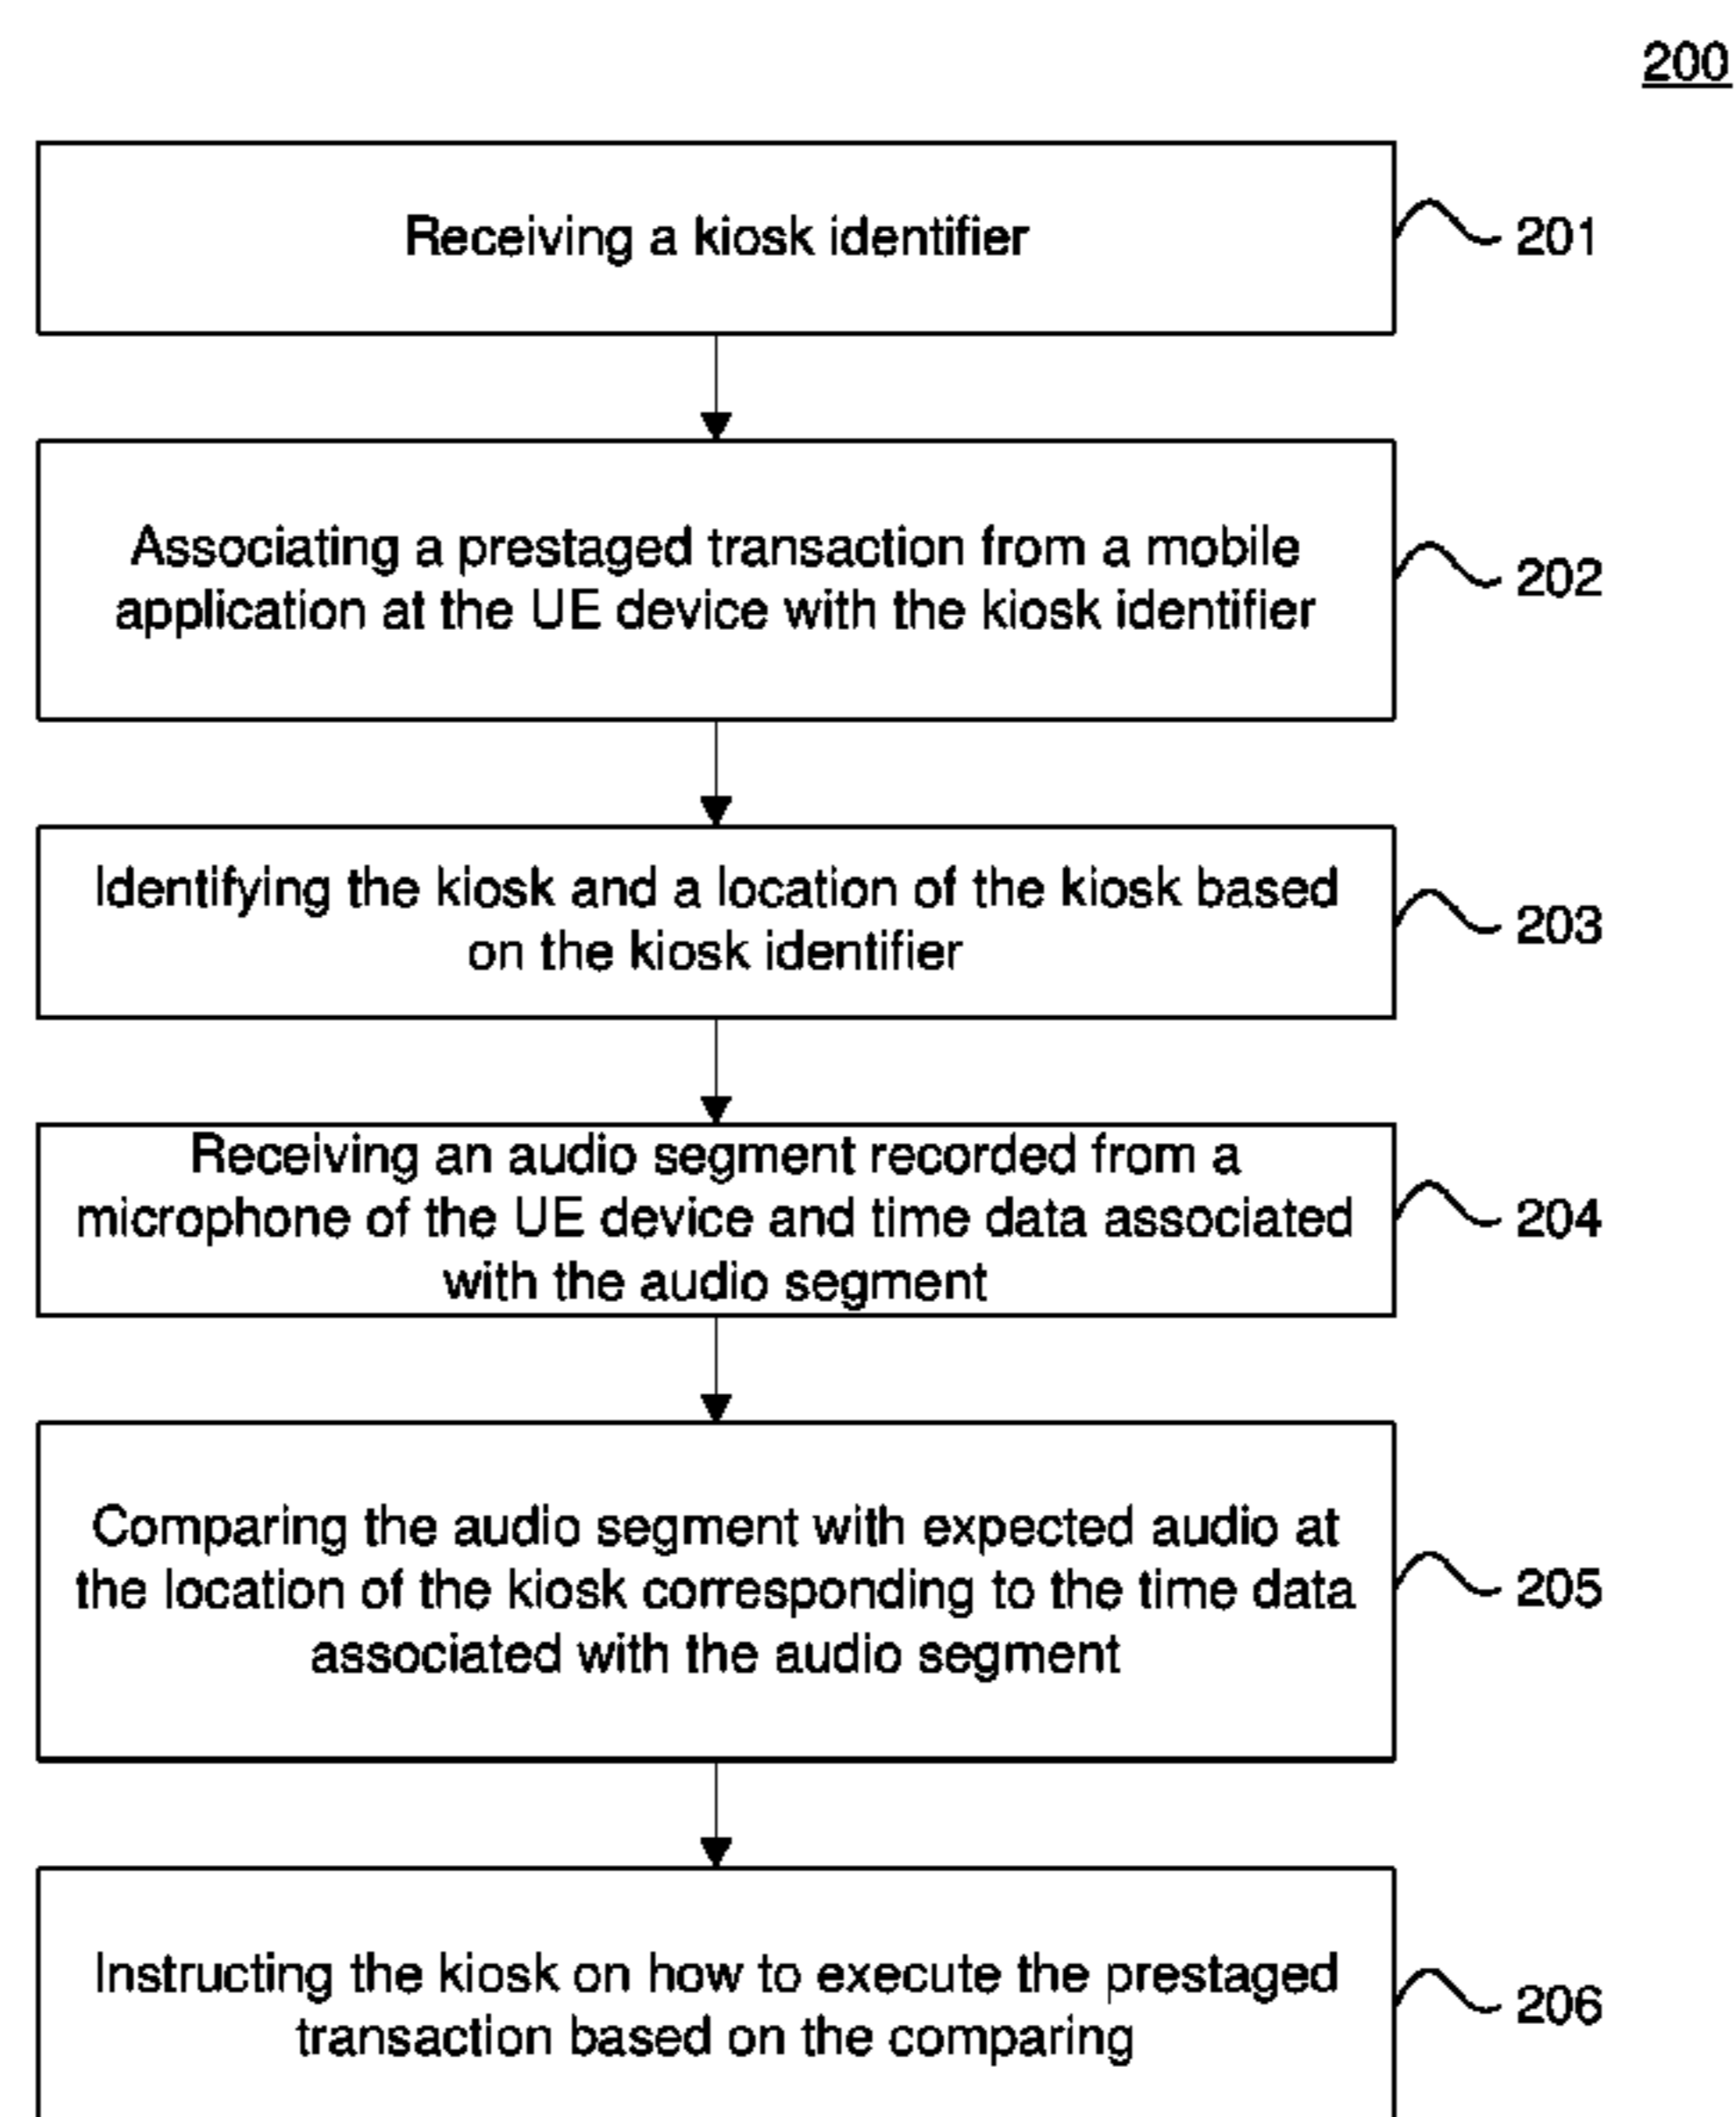 200
Receiving a kiosk identifier
201
Associating a prestaged transaction from a mobile
application at the UE device with the kiosk identifier
202
Identifying the kiosk and a location of the kiosk based
on the kiosk identifier
203
Receiving an audio segment recorded from a
microphone of the UE device and time data associated
with the audio segment
204
Comparing the audio segment with expected audio at
the location of the kiosk corresponding to the time data
associated with the audio segment
205
Instructing the kiosk on how to execute the prestaged
transaction based on the comparing
206